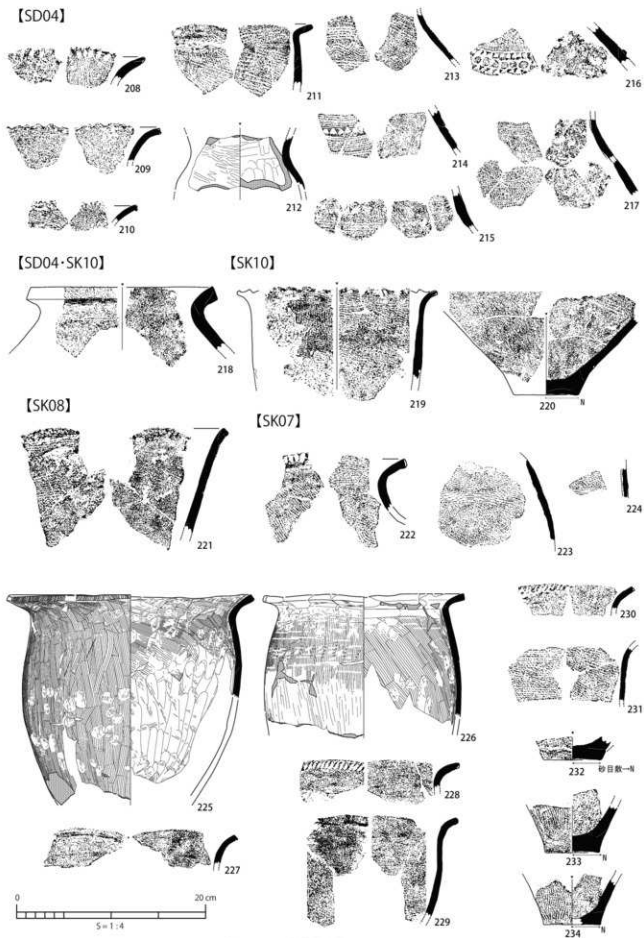 【SD04】
208
211
213
216
209
212
214
217
210
215
【SD04・SK10】
【SK10】
218
219
220
N
【SK08】
【SK07】
221
222
223
224
225
226
230
231
232
砂目敷→N
228
233
N
227
229
234
N
0
20 cm
S＝1:4